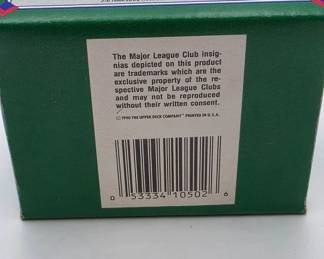 The Major League Club insig-
nias depicted on this product
are trademarks which are the
exclusive property of the re-
spective Major League Clubs
and may not be reproduced
without their written consent.
© 1990 THE UPPER DECK COMPANY™ PRINTED IN U.S.A.
0 53334 10502 6